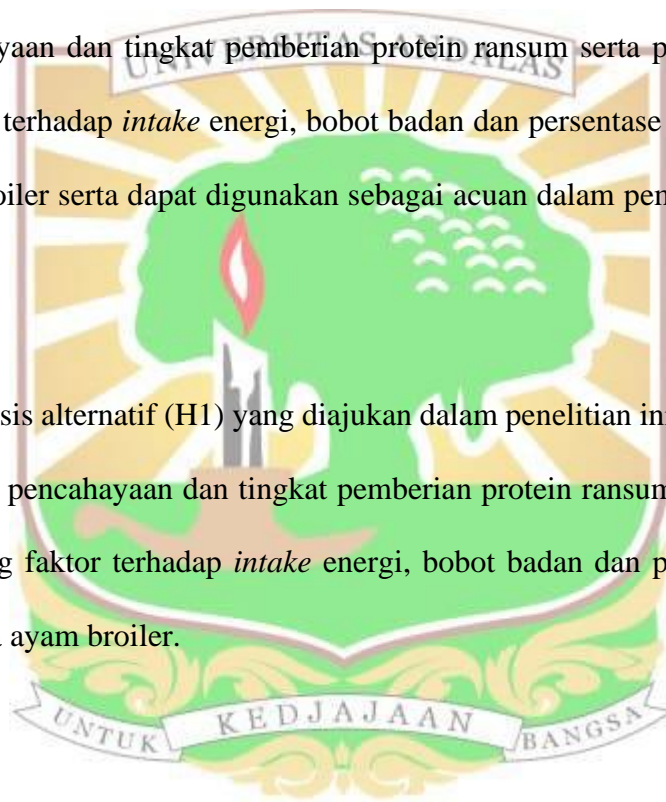 UNIVERSITAS ANDALAS
yaan dan tingkat pemberian protein ransum serta p
terhadap intake energi, bobot badan dan persentase
oiler serta dapat digunakan sebagai acuan dalam pem
sis alternatif (H1) yang diajukan dalam penelitian in
pencahayaan dan tingkat pemberian protein ransum
g faktor terhadap intake energi, bobot badan dan p
ayam broiler.
UNTUK KEDJAJAAN BANGSA